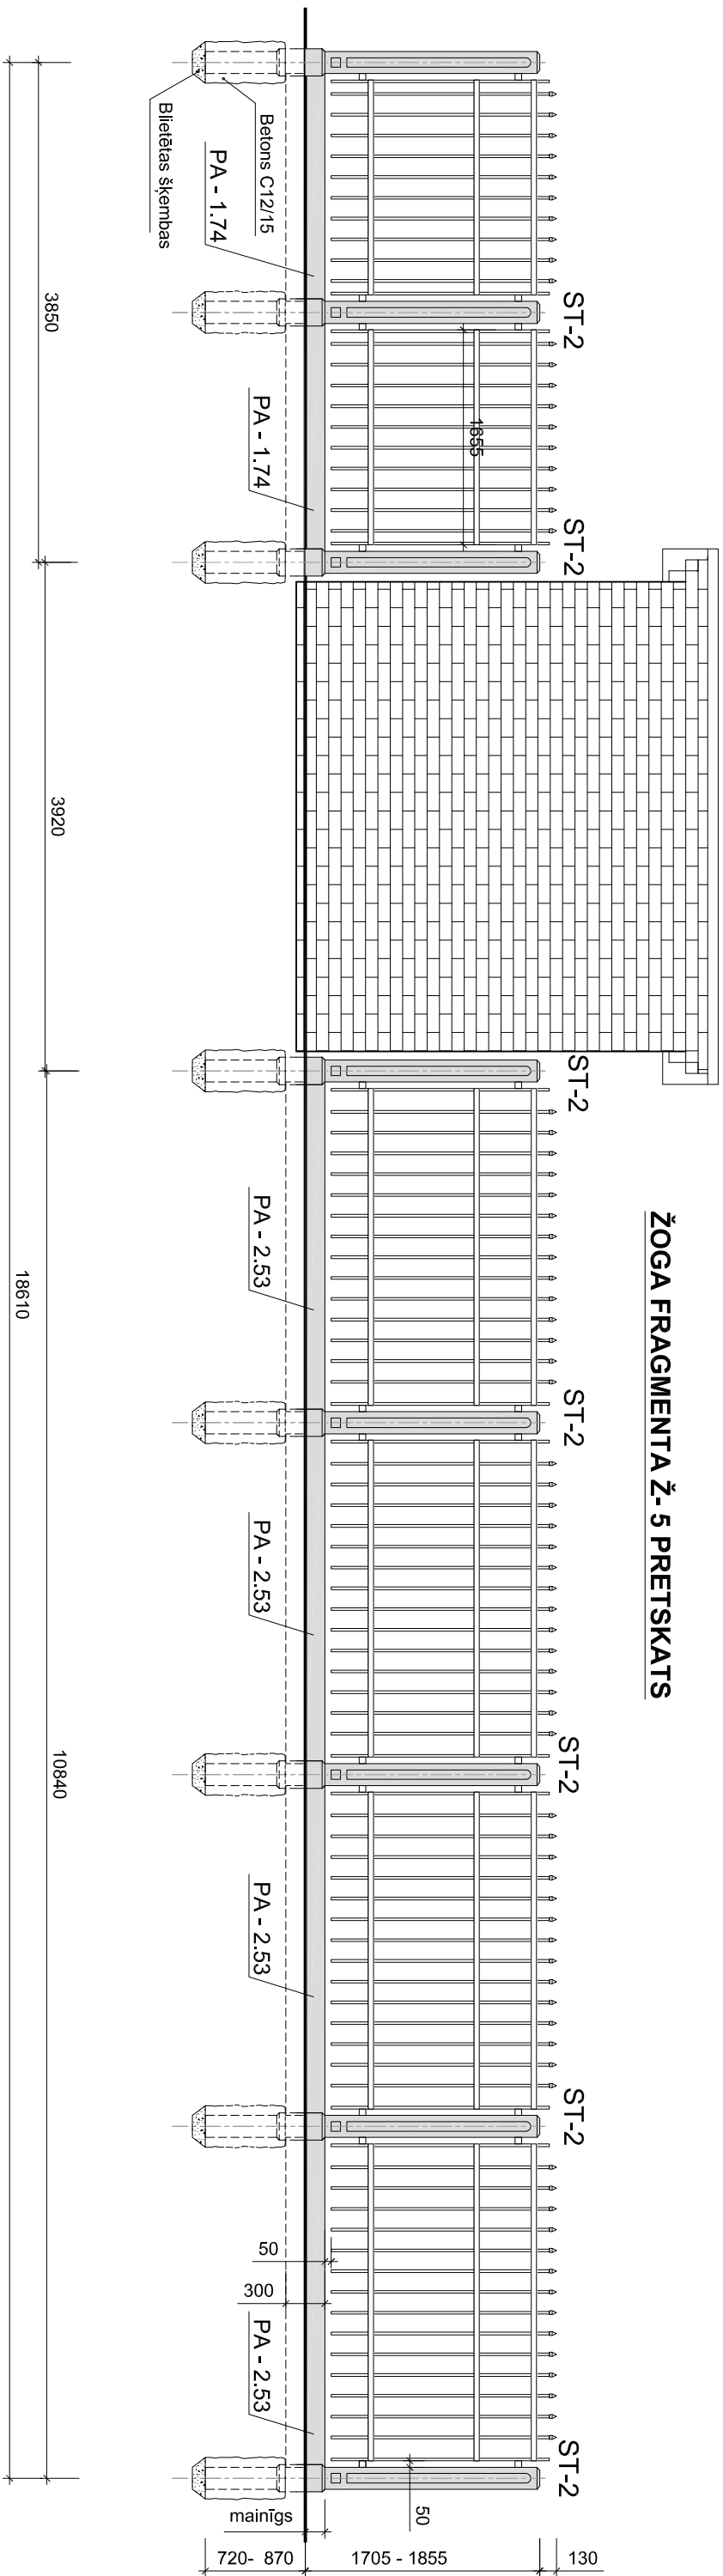 ŽOGA FRAGMENTA Ž- 5 PRETSKATS
ST-2
ST-2
ST-2
ST-2
ST-2
ST-2
ST-2
1655
Betons C12/15
Blietētas šķembas
PA - 1.74
PA - 1.74
PA - 2.53
PA - 2.53
PA - 2.53
PA - 2.53
50
300
50
mainīgs
720- 870
1705 - 1855
130
3850
3920
10840
18610